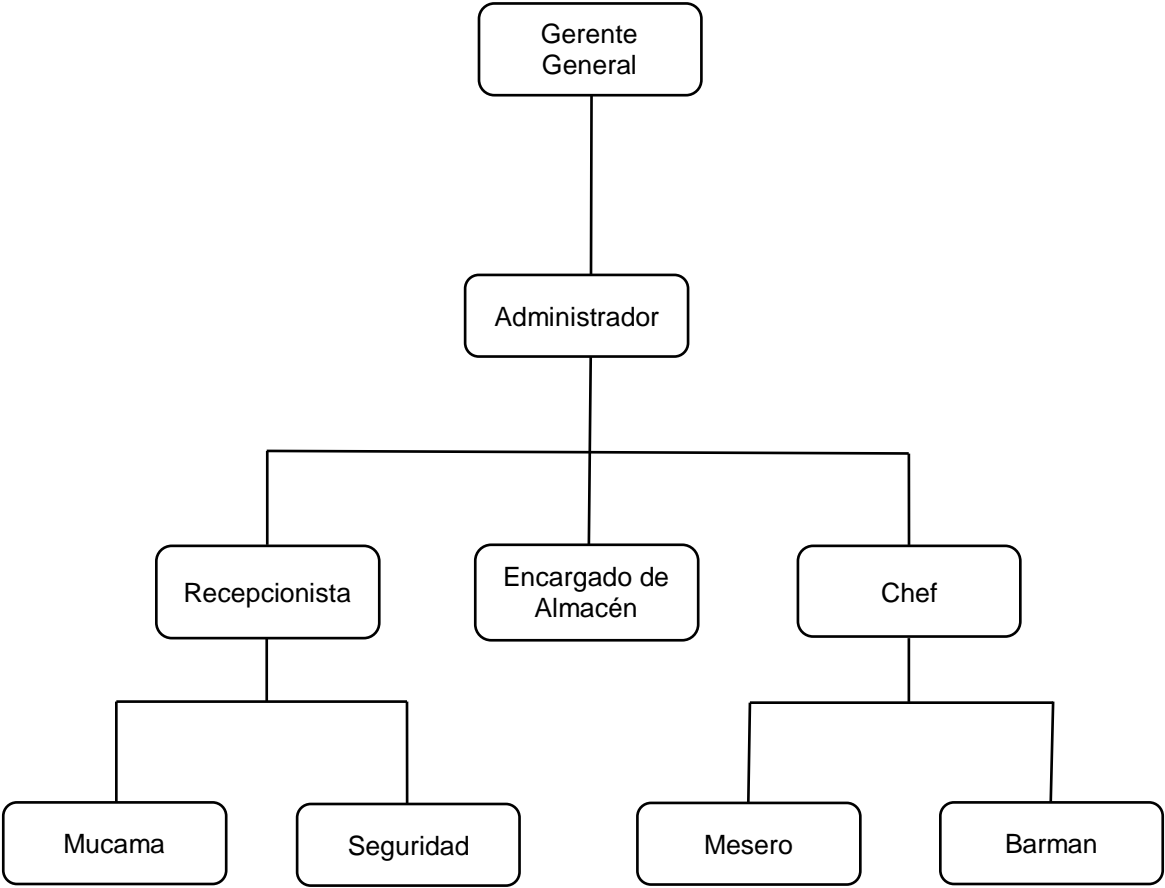 Gerente
General
Administrador
Recepcionista
Encargado de
Almacén
Chef
Mucama
Seguridad
Mesero
Barman